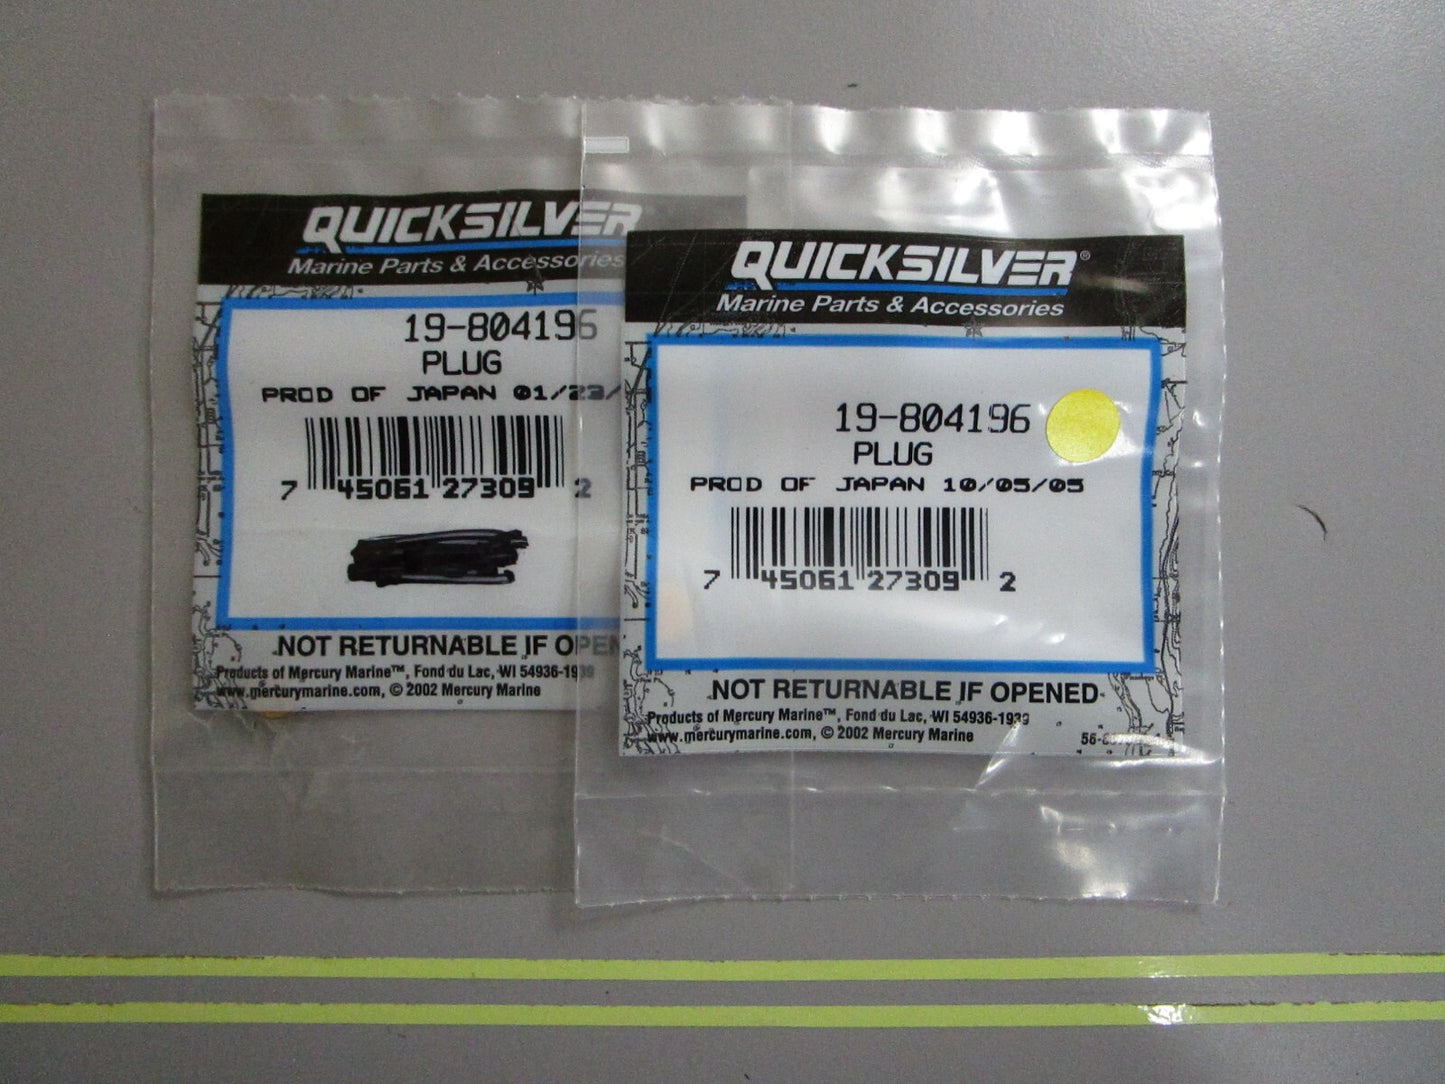 QUICKSILVER
Marine Parts & Accessories
19-804196
PLUG
PROD OF JAPAN 01/23/
7 45061 27309 2
NOT RETURNABLE IF OPEN
Products of Mercury Marine™, Fond du Lac, WI 54936-1939
www.mercurymarine.com, © 2002 Mercury Marine
QUICKSILVER®
Marine Parts & Accessories
19-804196
PLUG
PROD OF JAPAN 10/05/05
7 45061 27309 2
NOT RETURNABLE IF OPENED
Products of Mercury Marine™, Fond du Lac, WI 54936-1939
www.mercurymarine.com, © 2002 Mercury Marine